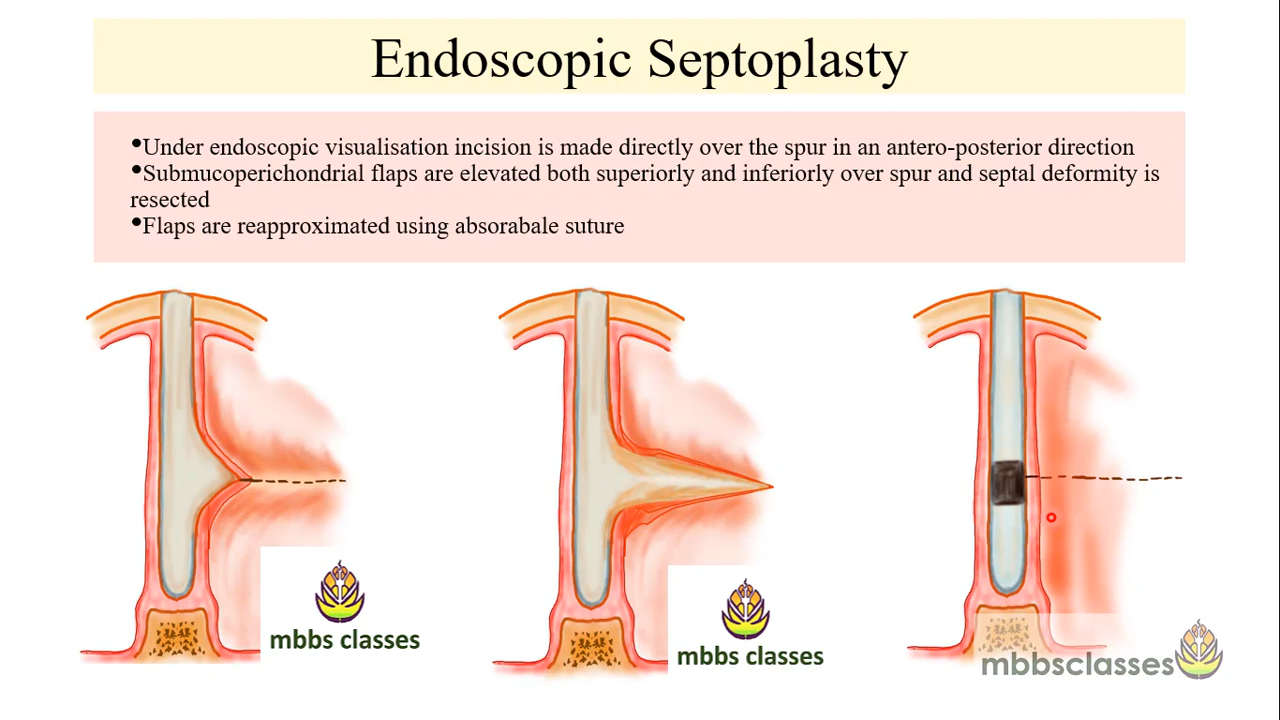 Endoscopic Septoplasty
•Under endoscopic visualisation incision is made directly over the spur in an antero-posterior direction
•Submucoperichondrial flaps are elevated both superiorly and inferiorly over spur and septal deformity is
resected
•Flaps are reapproximated using absorabale suture
mbbs classes
mbbs classes
mbbsclasses